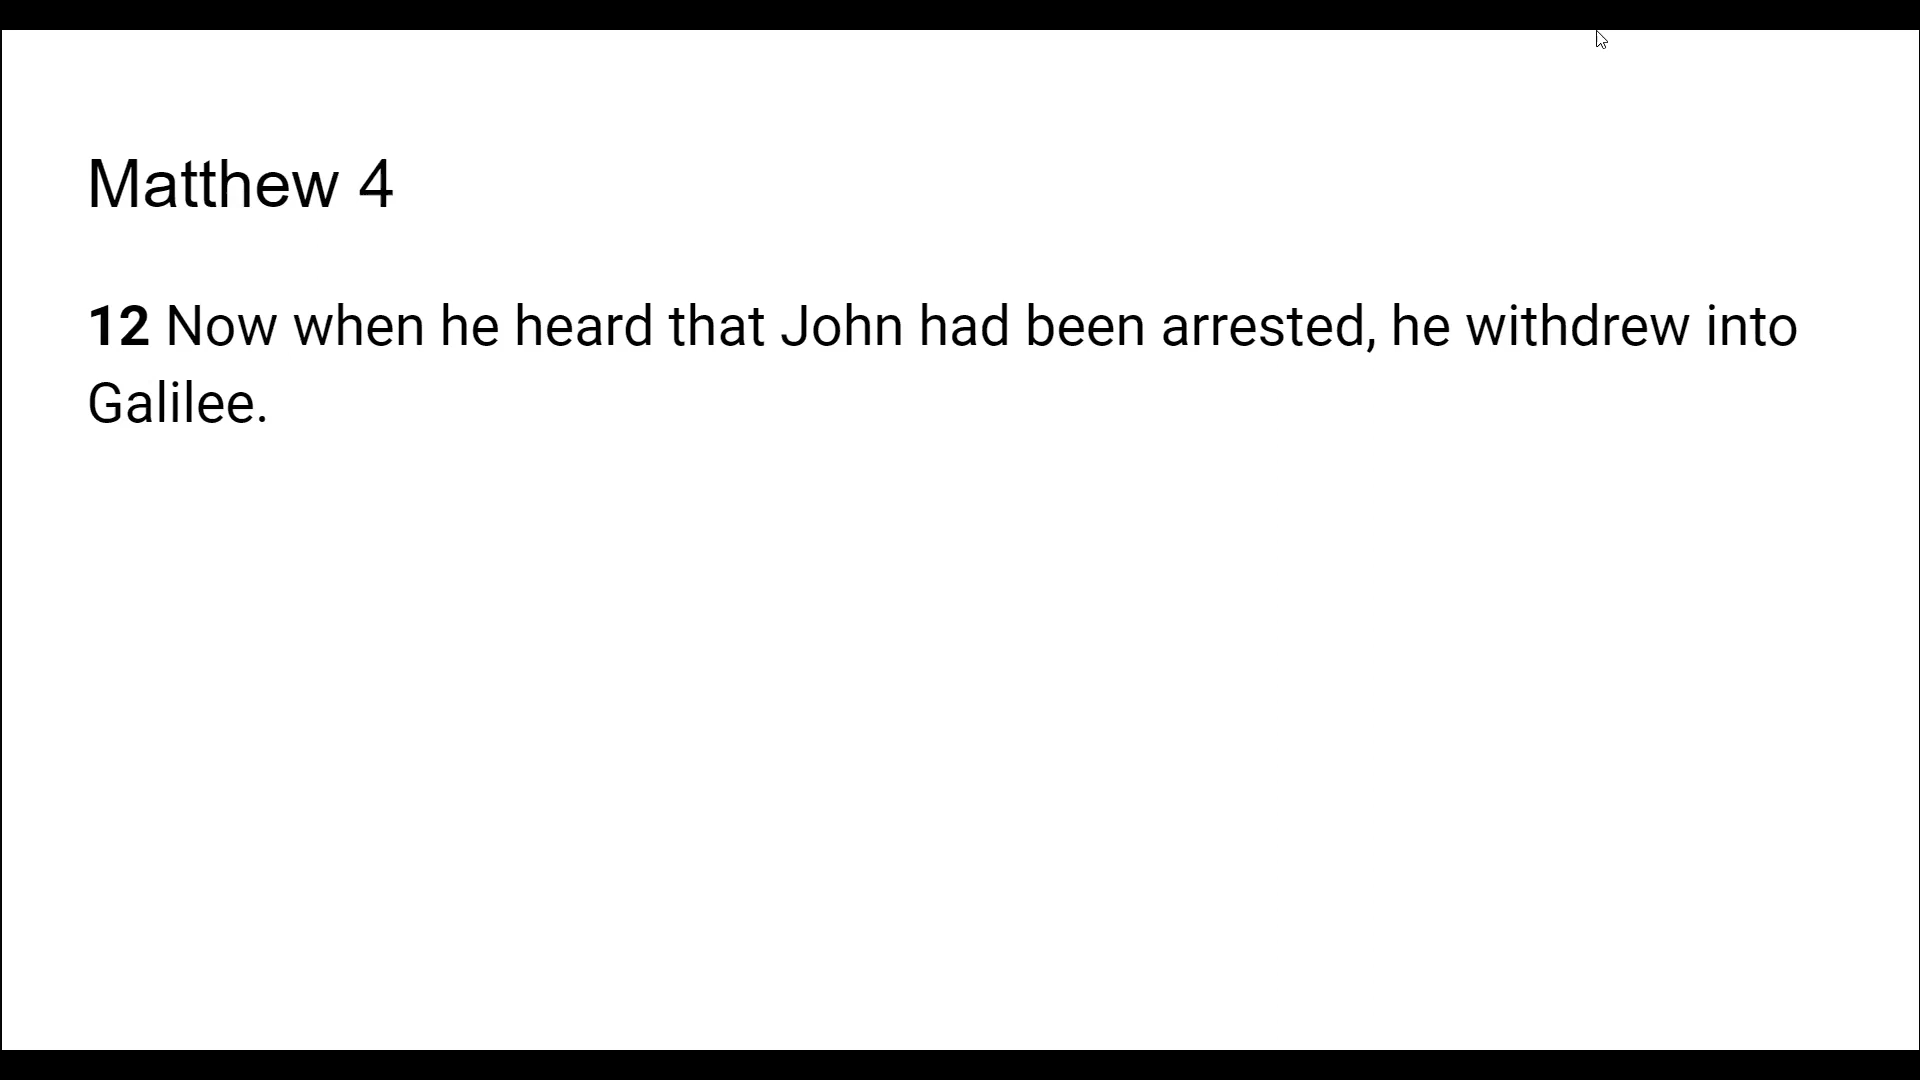 Matthew 4
12 Now when he heard that John had been arrested, he withdrew into
Galilee.